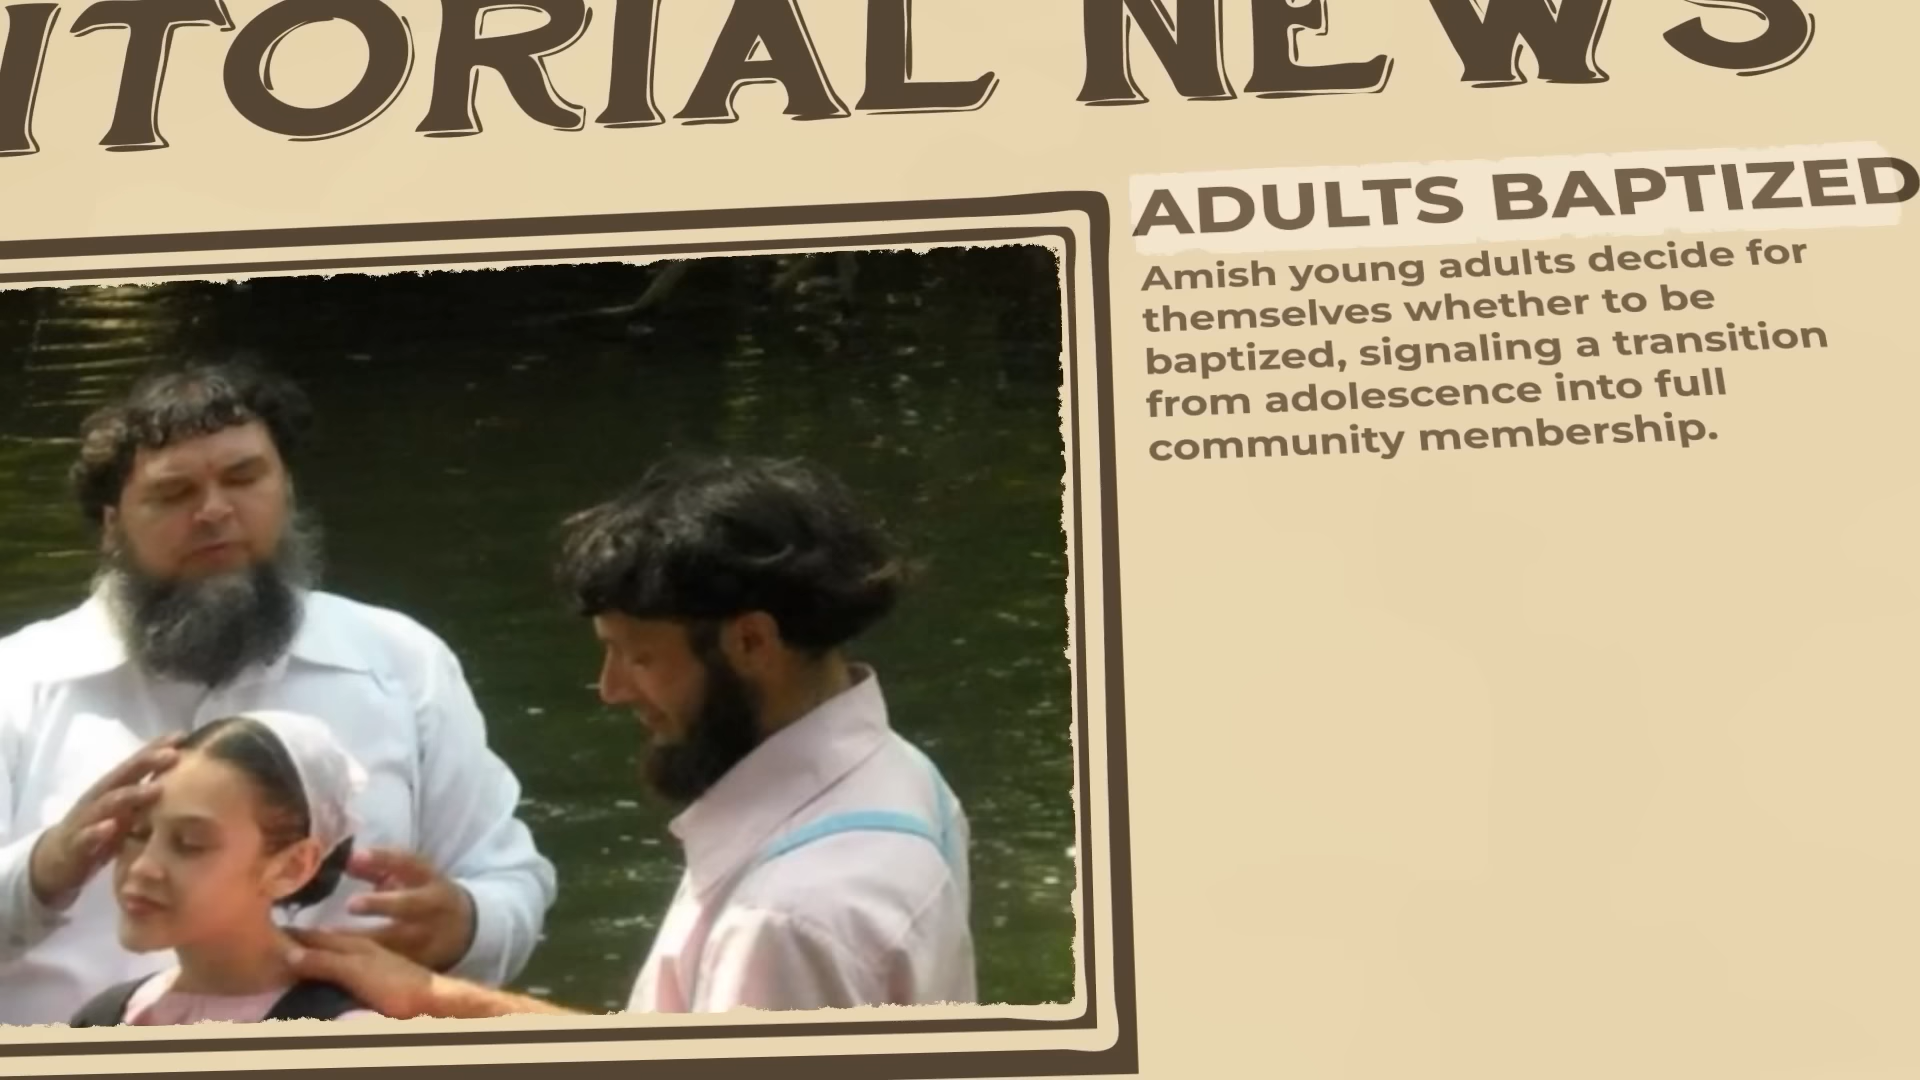 ITORIAL NEWS
ADULTS BAPTIZED
Amish young adults decide for
themselves whether to be
baptized, signaling a transition
from adolescence into full
community membership.